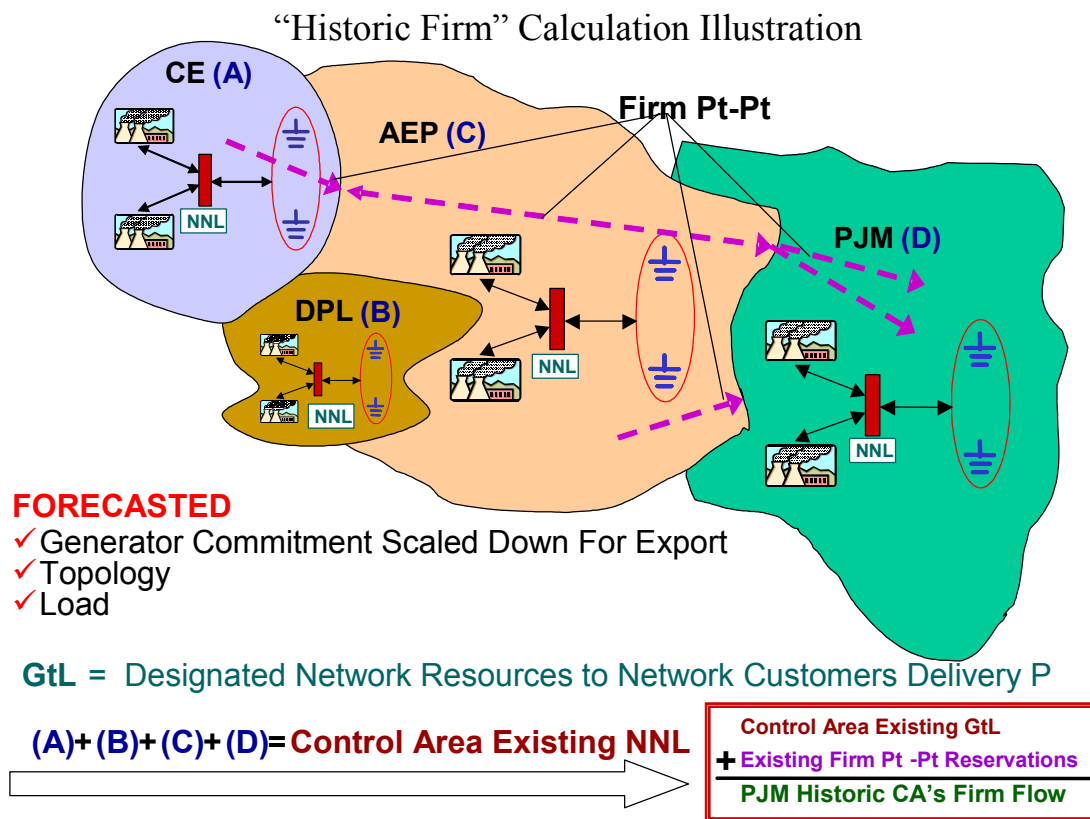 “Historic Firm” Calculation Illustration
CE (A)
NNL
AEP (C)
Firm Pt-Pt
PJM (D)
DPL (B)
NNL
NNL
NNL
FORECASTED
✓ Generator Commitment Scaled Down For Export
✓ Topology
✓ Load
GtL = Designated Network Resources to Network Customers Delivery P
(A)+(B)+(C)+(D)=Control Area Existing NNL
Control Area Existing GtL
+ Existing Firm Pt -Pt Reservations
PJM Historic CA's Firm Flow